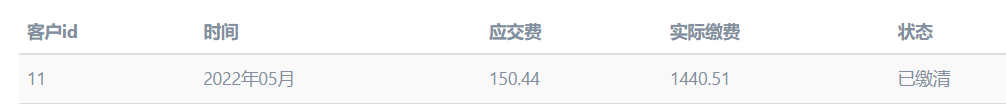 客户id 时间 应交费 实际缴费 状态
11 2022年05月 150.44 1440.51 已缴清